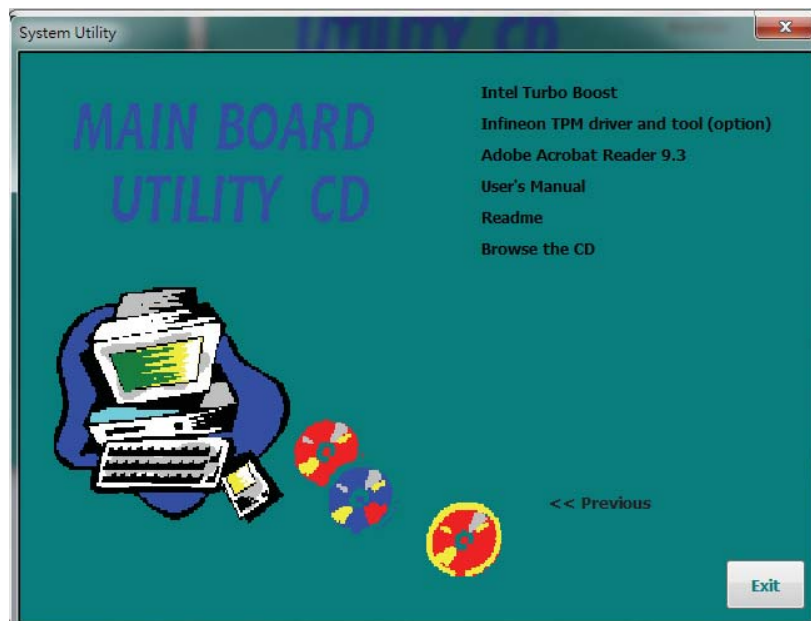 System Utility
MAIN BOARD
UTILITY CD
Intel Turbo Boost
Infineon TPM driver and tool (option)
Adobe Acrobat Reader 9.3
User's Manual
Readme
Browse the CD
<< Previous
Exit